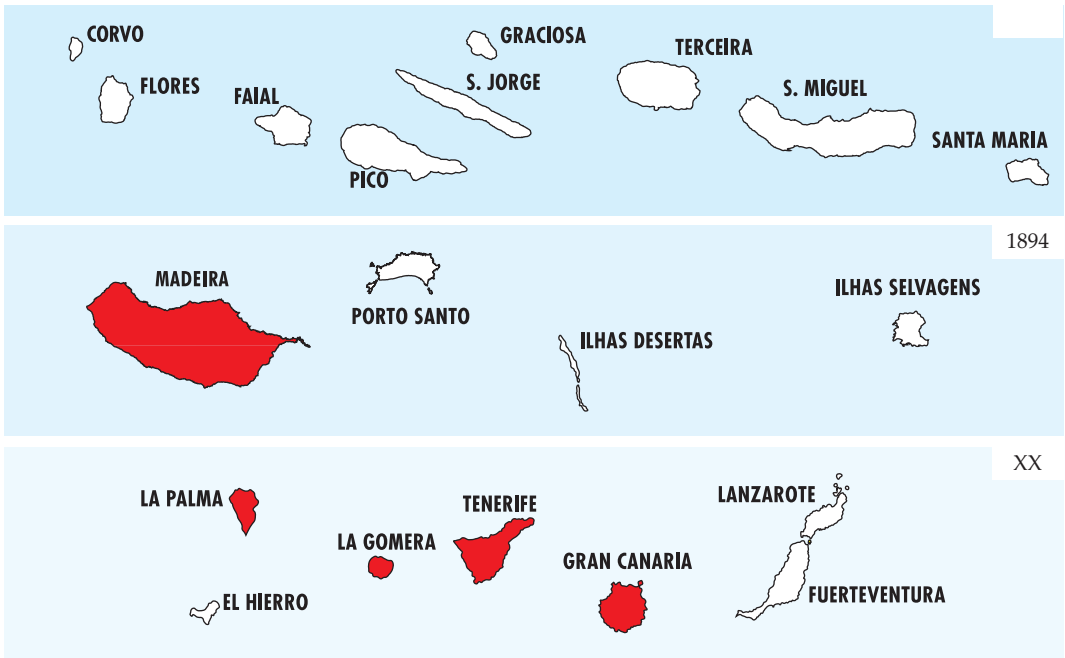 CORVO
FLORES
FAIAL
PICO
GRACIOSA
S. JORGE
TERCEIRA
S. MIGUEL
SANTA MARIA
1894
MADEIRA
PORTO SANTO
ILHAS DESERTAS
ILHAS SELVAGENS
XX
LA PALMA
EL HIERRO
LA GOMERA
TENERIFE
GRAN CANARIA
LANZAROTE
FUERTEVENTURA